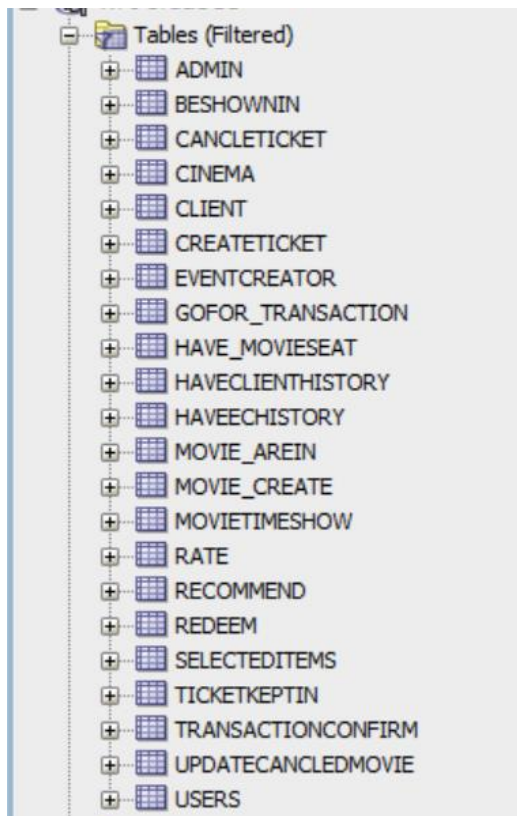 Tables (Filtered)
ADMIN
BESHOWNIN
CANCLETICKET
CINEMA
CLIENT
CREATETICKET
EVENTCREATOR
GOFOR_TRANSACTION
HAVE_MOVIESEAT
HAVECLIENTHISTORY
HAVEECHISTORY
MOVIE_AREIN
MOVIE_CREATE
MOVIETIMESHOW
RATE
RECOMMEND
REDEEM
SELECTEDITEMS
TICKETKEPTIN
TRANSACTIONCONFIRM
UPDATECANCLEDMOVIE
USERS